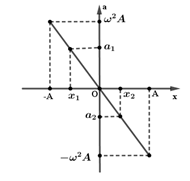 a
ω²A
a₁
-A x₁ O x₂ A x
a₂
−ω²A